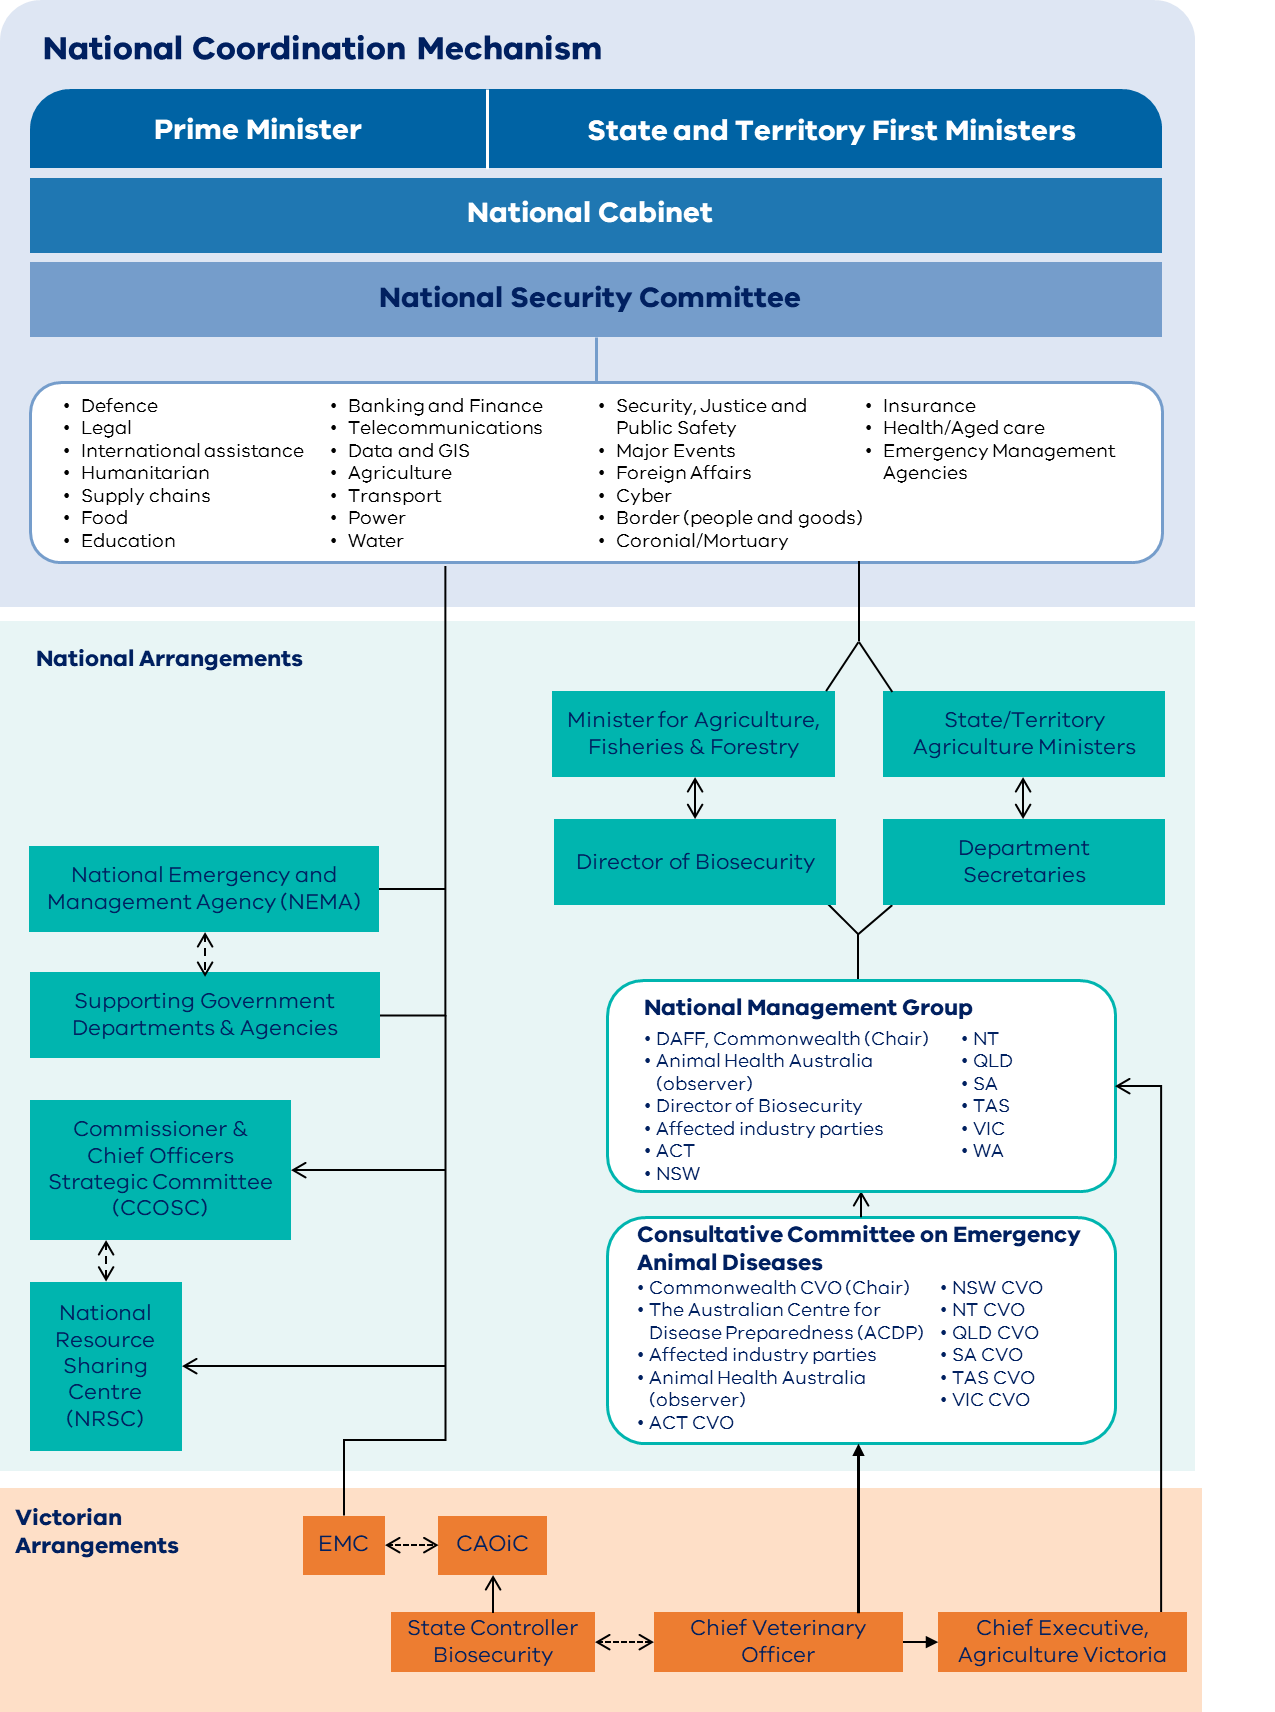 National Coordination Mechanism
Prime Minister
State and Territory First Ministers
National Cabinet
National Security Committee
• Defence
• Legal
• International assistance
• Humanitarian
• Supply chains
• Food
• Education
• Banking and Finance
• Telecommunications
• Data and GIS
• Agriculture
• Transport
• Power
• Water
• Security, Justice and
Public Safety
• Major Events
• Foreign Affairs
• Cyber
• Border (people and goods)
• Coronial/Mortuary
• Insurance
• Health/Aged care
• Emergency Management
Agencies
National Arrangements
Minister for Agriculture,
Fisheries & Forestry
State/Territory
Agriculture Ministers
Director of Biosecurity
Department
Secretaries
National Emergency and
Management Agency (NEMA)
Supporting Government
Departments & Agencies
Commissioner &
Chief Officers
Strategic Committee
(CCOSC)
National
Resource
Sharing
Centre
(NRSC)
National Management Group
• DAFF, Commonwealth (Chair)
• Animal Health Australia
(observer)
• Director of Biosecurity
• Affected industry parties
• ACT
• NSW
• NT
• QLD
• SA
• TAS
• VIC
• WA
Consultative Committee on Emergency
Animal Diseases
• Commonwealth CVO (Chair)
• The Australian Centre for
Disease Preparedness (ACDP)
• Affected industry parties
• Animal Health Australia
(observer)
• ACT CVO
• NSW CVO
• NT CVO
• QLD CVO
• SA CVO
• TAS CVO
• VIC CVO
Victorian
Arrangements
EMC
CAOiC
State Controller
Biosecurity
Chief Veterinary
Officer
Chief Executive,
Agriculture Victoria